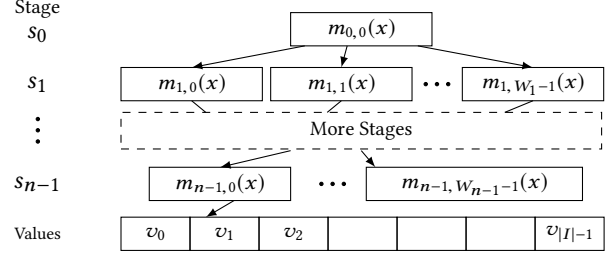 Stage
s₀ m₀,₀(x)
s₁ m₁,₀(x) m₁,₁(x) ••• m₁,W₁₋₁(x)
⋮ More Stages
sₙ₋₁ mₙ₋₁,₀(x) ••• mₙ₋₁,Wₙ₋₁₋₁(x)
Values v₀ v₁ v₂ v|I|−1